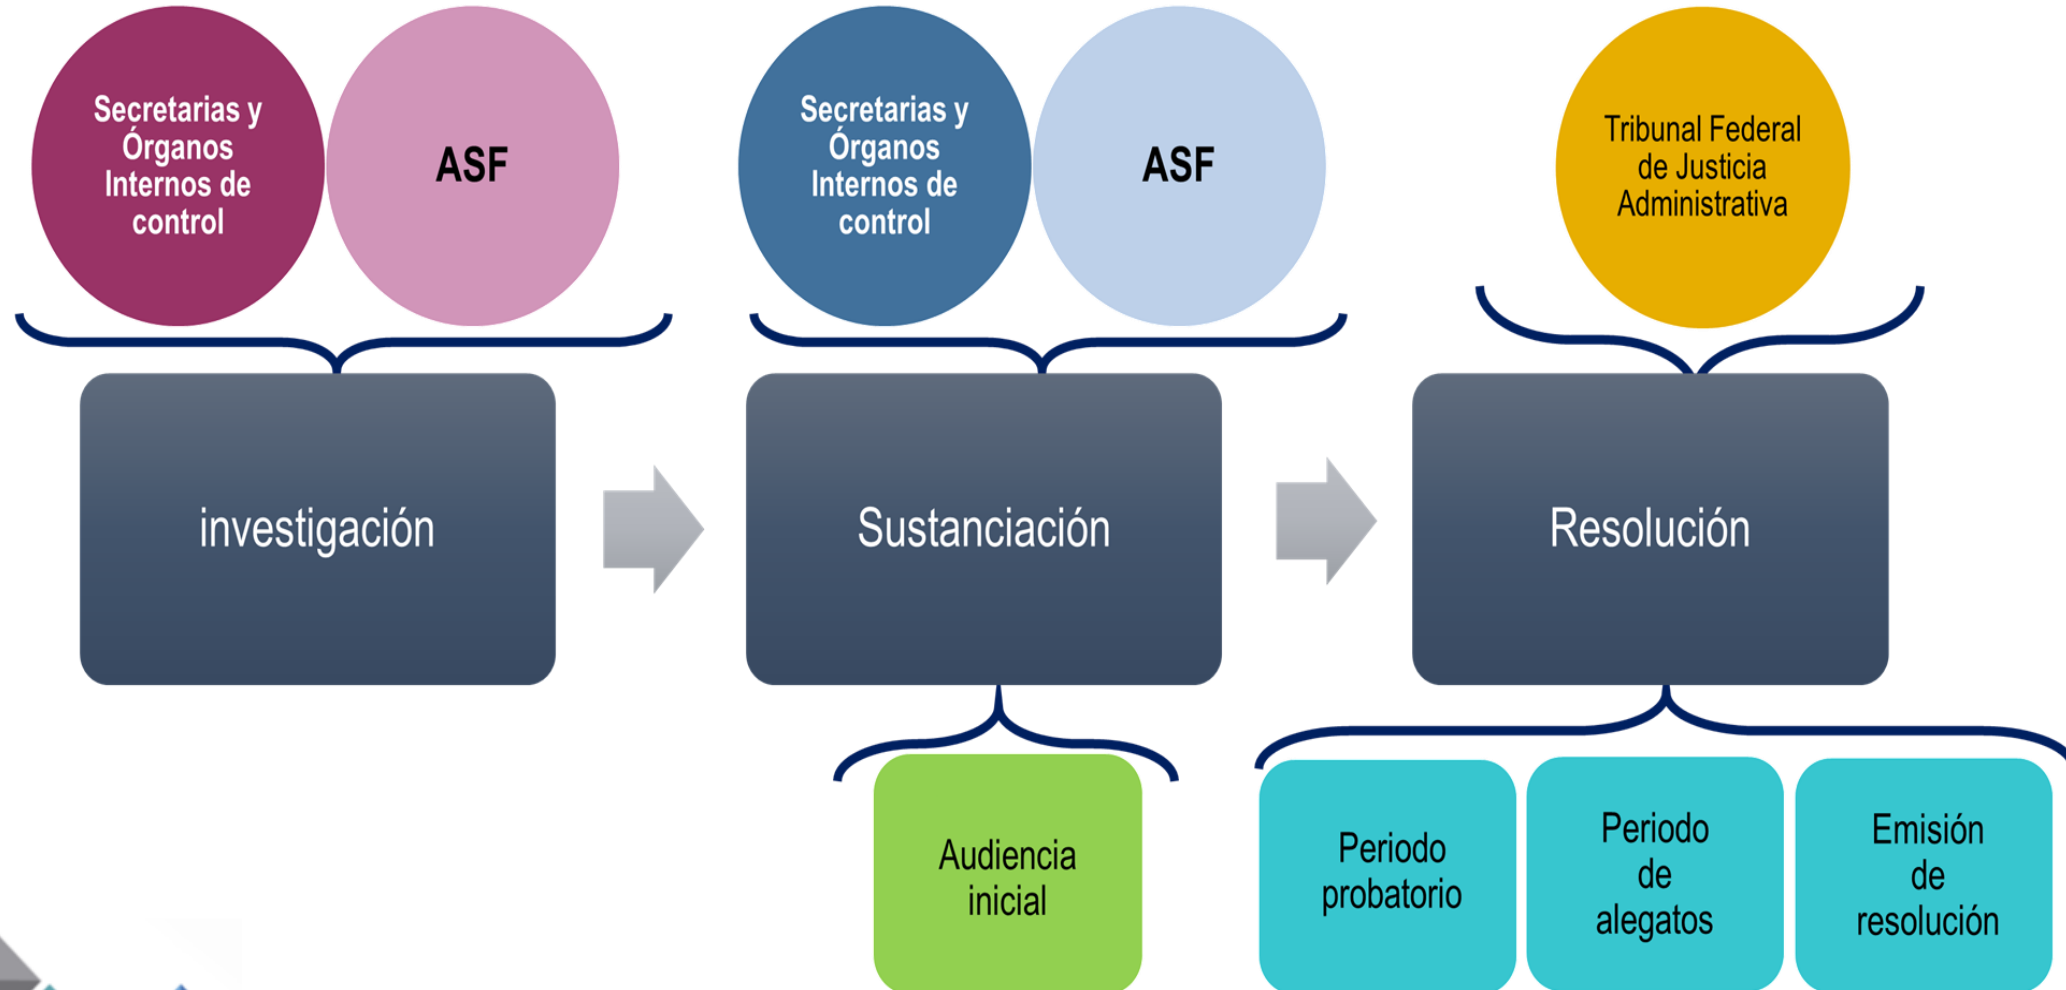 Secretarias y
Órganos
Internos de
control
ASF
Secretarias y
Órganos
Internos de
control
ASF
Tribunal Federal
de Justicia
Administrativa
investigación
Sustanciación
Resolución
Audiencia
inicial
Periodo
probatorio
Periodo
de
alegatos
Emisión
de
resolución